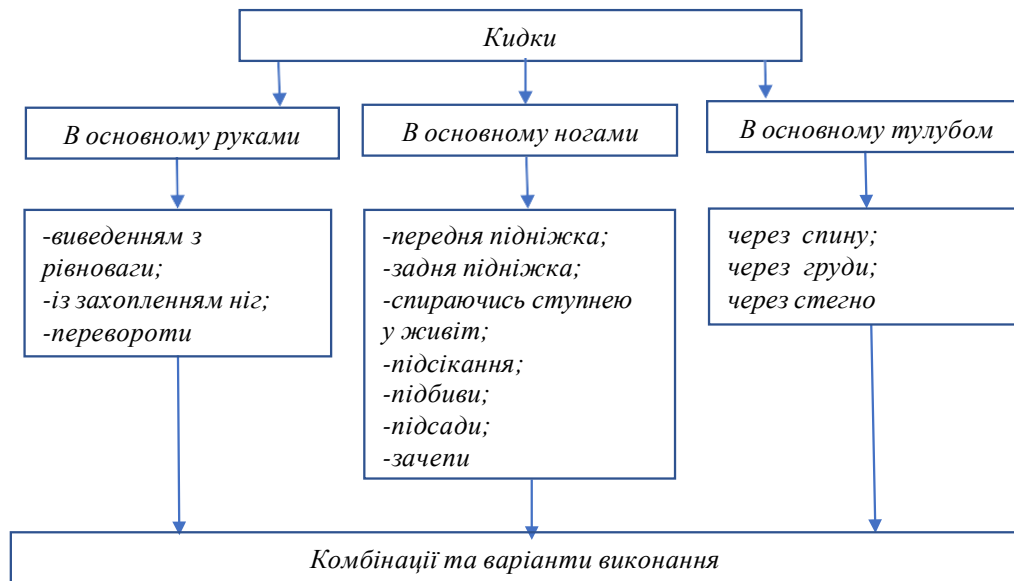 Кидки
В основному руками
В основному ногами
В основному тулубом
-виведенням з
рівноваги;
-із захопленням ніг;
-перевороти
-передня підніжка;
-задня підніжка;
-спираючись ступнею
у живіт;
-підсікання;
-підбиви;
-підсади;
-зачепи
через спину;
через груди;
через стегно
Комбінації та варіанти виконання